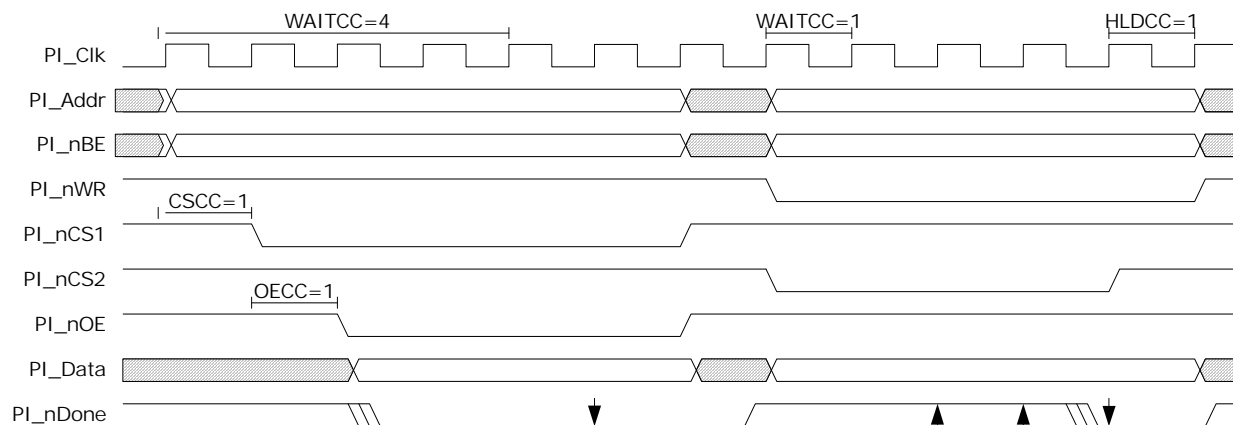 WAITCC=4 WAITCC=1 HLDCC=1
PI_Clk
PI_Addr
PI_nBE
PI_nWR
CSCC=1
PI_nCS1
PI_nCS2
OECC=1
PI_nOE
PI_Data
PI_nDone